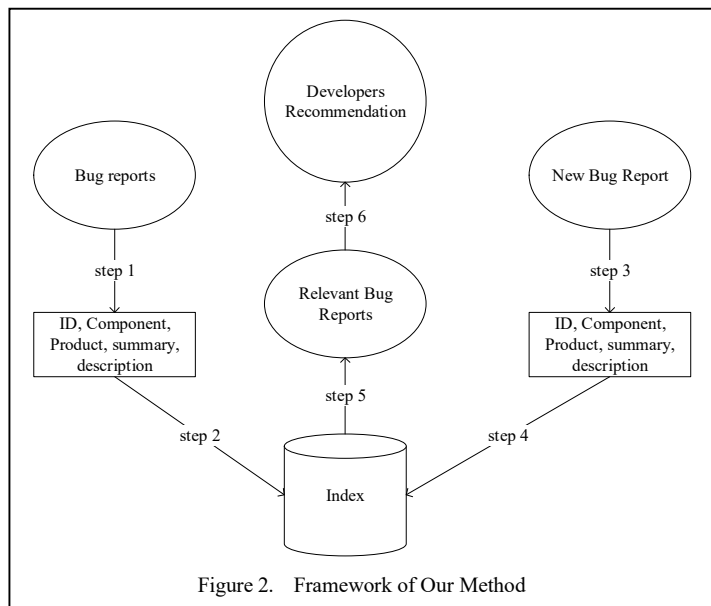 Developers
Recommendation
Bug reports
New Bug Report
step 6
step 1
step 3
Relevant Bug
Reports
ID, Component,
Product, summary,
description
ID, Component,
Product, summary,
description
step 5
step 2
step 4
Index
Figure 2. Framework of Our Method